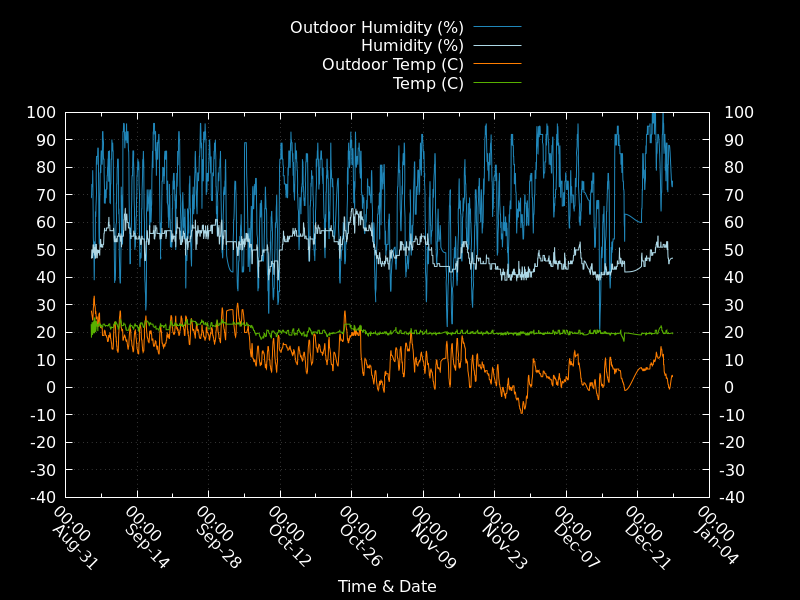 Outdoor Humidity (%)
Humidity (%)
Outdoor Temp (C)
Temp (C)
100 100
90 90
80 80
70 70
60 60
50 50
40 40
30 30
20 20
10 10
0 0
-10 -10
-20 -20
-30 -30
-40 -40
00:00 00:00 00:00 00:00 00:00 00:00 00:00 00:00 00:00 00:00
Aug-31 Sep-14 Sep-28 Oct-12 Oct-26 Nov-09 Nov-23 Dec-07 Dec-21 Jan-04
Time & Date